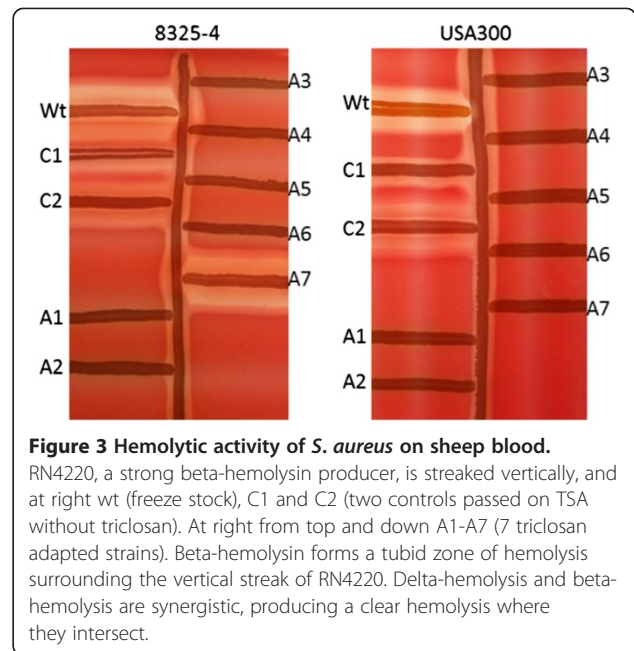 8325-4
USA300
Wt
C1
C2
A1
A2
A3
A4
A5
A6
A7
Wt
C1
C2
A1
A2
A3
A4
A5
A6
A7
Figure 3 Hemolytic activity of S. aureus on sheep blood.
RN4220, a strong beta-hemolysin producer, is streaked vertically, and
at right wt (freeze stock), C1 and C2 (two controls passed on TSA
without triclosan). At right from top and down A1-A7 (7 triclosan
adapted strains). Beta-hemolysin forms a tubid zone of hemolysis
surrounding the vertical streak of RN4220. Delta-hemolysis and beta-
hemolysis are synergistic, producing a clear hemolysis where
they intersect.